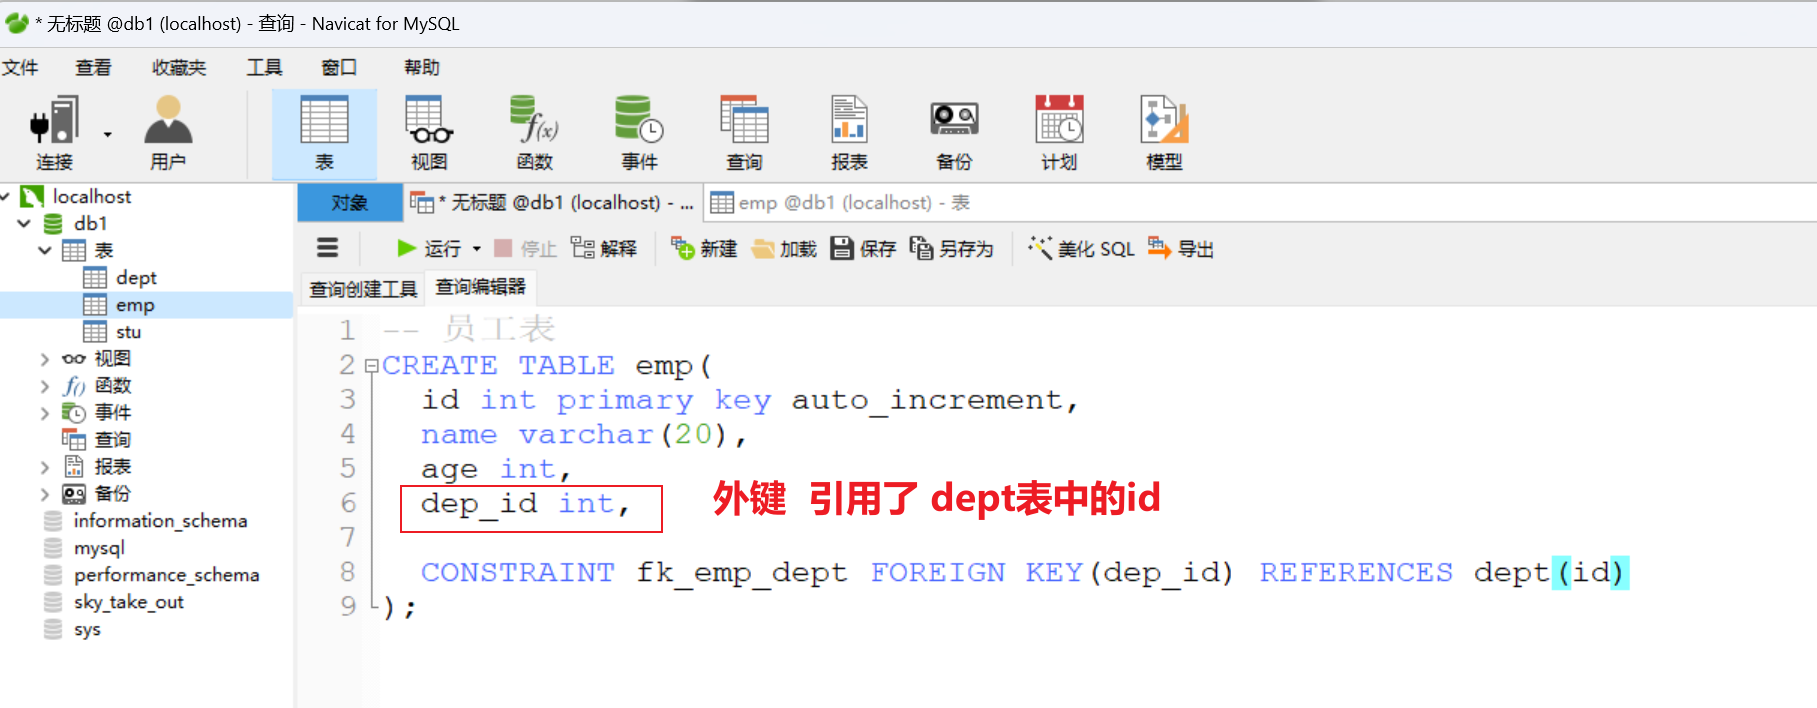 * 无标题 @db1 (localhost) - 查询 - Navicat for MySQL
文件 查看 收藏夹 工具 窗口 帮助
连接 用户 表 视图 函数 事件 查询 报表 备份 计划 模型
localhost
db1
表
dept
emp
stu
视图
函数
事件
查询
报表
备份
information_schema
mysql
performance_schema
sky_take_out
sys
对象 * 无标题 @db1 (localhost) - ... emp @db1 (localhost) - 表
运行 停止 解释 新建 加载 保存 另存为 美化 SQL 导出
查询创建工具 查询编辑器
1 -- 员工表
2 CREATE TABLE emp(
3 id int primary key auto_increment,
4 name varchar(20),
5 age int,
6 dep_id int,
外键 引用了 dept表中的id
7
8 CONSTRAINT fk_emp_dept FOREIGN KEY(dep_id) REFERENCES dept(id)
9 );